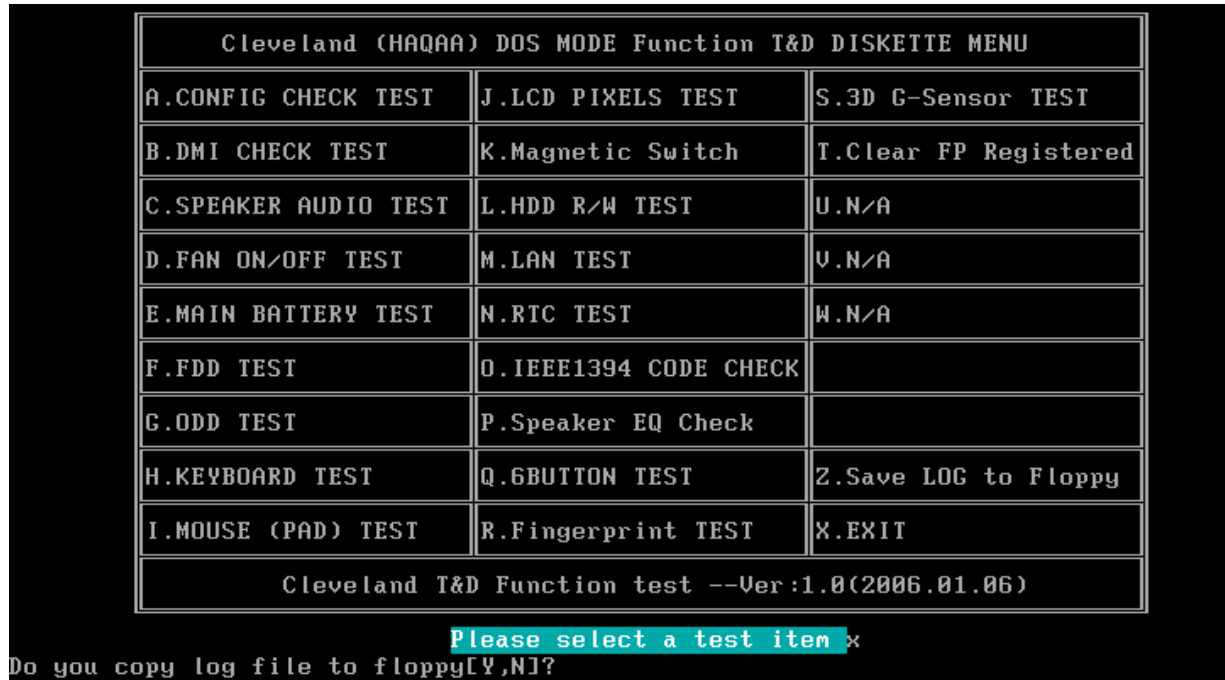 Cleveland (HAQAA) DOS MODE Function T&D DISKETTE MENU
A.CONFIG CHECK TEST J.LCD PIXELS TEST S.3D G-Sensor TEST
B.DMI CHECK TEST K.Magnetic Switch T.Clear FP Registered
C.SPEAKER AUDIO TEST L.HDD R/W TEST U.N/A
D.FAN ON/OFF TEST M.LAN TEST V.N/A
E.MAIN BATTERY TEST N.RTC TEST W.N/A
F.FDD TEST O.IEEE1394 CODE CHECK
G.ODD TEST P.Speaker EQ Check
H.KEYBOARD TEST Q.6BUTTON TEST Z.Save LOG to Floppy
I.MOUSE (PAD) TEST R.Fingerprint TEST X.EXIT
Cleveland T&D Function test --Ver:1.0(2006.01.06)
Please select a test item x
Do you copy log file to floppy[Y,N]?